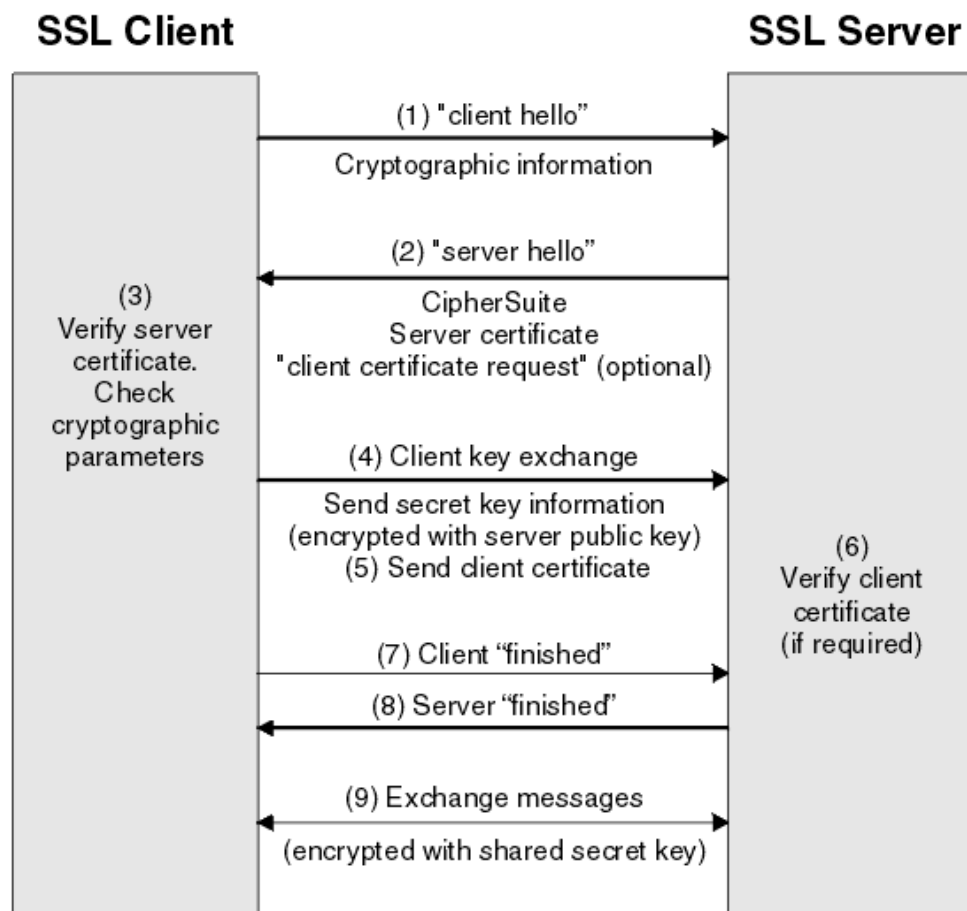 SSL Client
SSL Server
(1) "client hello”
Cryptographic information
(2) "server hello”
CipherSuite
Server certificate
"client certificate request" (optional)
(3)
Verify server
certificate.
Check
cryptographic
parameters
(4) Client key exchange
Send secret key information
(encrypted with server public key)
(5) Send client certificate
(6)
Verify client
certificate
(if required)
(7) Client “finished”
(8) Server “finished”
(9) Exchange messages
(encrypted with shared secret key)